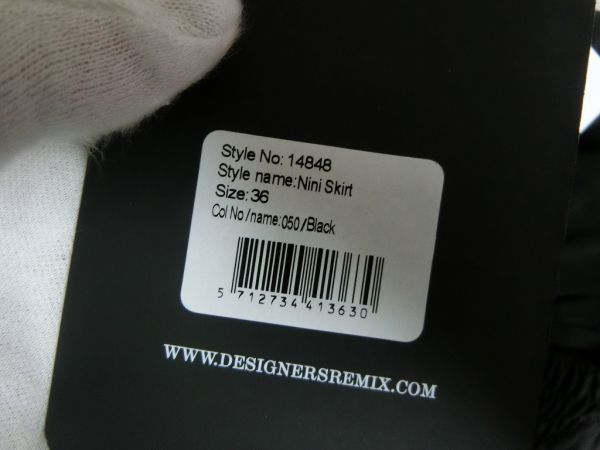 Style No: 14848
Style name:Nini Skirt
Size:36
Col No/name:050/Black
5 712734 413630
WWW.DESIGNERSREMIX.COM